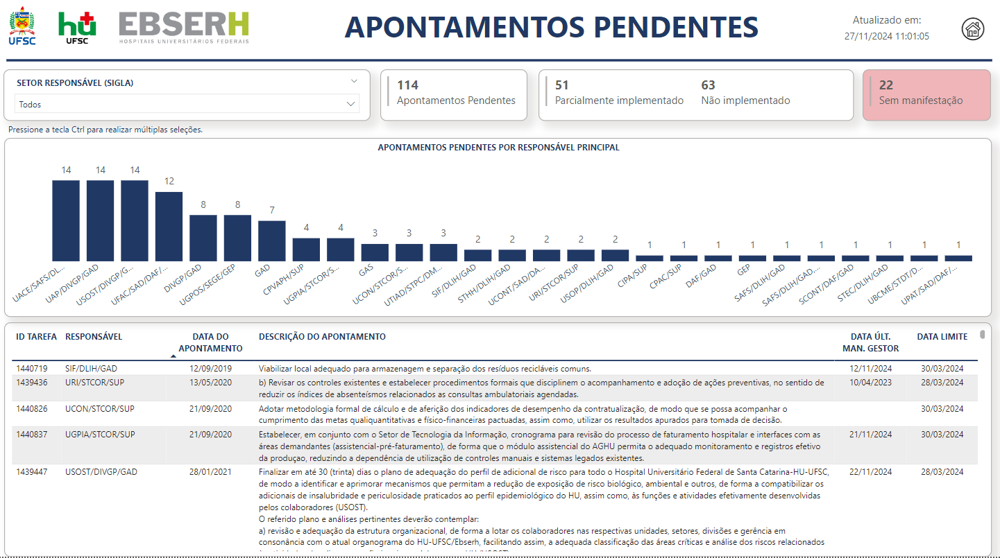 UFSC
hu
UFSC
EBSERH
HOSPITAIS UNIVERSITÁRIOS FEDERAIS
APONTAMENTOS PENDENTES
Atualizado em:
27/11/2024 11:01:05
SETOR RESPONSÁVEL (SIGLA)
Todos
114
Apontamentos Pendentes
51
Parcialmente implementado
63
Não implementado
22
Sem manifestação
Pressione a tecla Ctrl para realizar múltiplas seleções.
APONTAMENTOS PENDENTES POR RESPONSÁVEL PRINCIPAL
14 14 14 12 8 8 7 4 4 3 3 3 2 2 2 2 2 1 1 1 1 1 1 1 1 1 1
UACE/SAFS/DL...
UAP/DIVGP/GAD
USOST/DIVGP/G...
UFAC/SAD/DAF/...
DIVGP/GAD
UGPOS/SEGE/GEP
GAD
CPVAPH/SUP
UGPIA/STCOR/S...
GAS
UCON/STCOR/S...
UTIAD/STPC/DM...
SIF/DLIH/GAD
STHH/DLIH/GAD
UCONT/SAD/DA...
URI/STCOR/SUP
USOP/DLIH/GAD
CIPA/SUP
CPAC/SUP
DAF/GAD
GEP
SAFS/DLIH/GAD
SAFS/DLIH/GAD,...
SCONT/DAF/GAD
STEC/DLIH/GAD
UBCME/STDT/D...
UPAT/SAD/DAF/...
ID TAREFA RESPONSÁVEL DATA DO APONTAMENTO DESCRIÇÃO DO APONTAMENTO DATA ÚLT. MAN. GESTOR DATA LIMITE
1440719 SIF/DLIH/GAD 12/09/2019 Viabilizar local adequado para armazenagem e separação dos resíduos recicláveis comuns. 12/11/2024 30/03/2024
1439436 URI/STCOR/SUP 13/05/2020 b) Revisar os controles existentes e estabelecer procedimentos formais que disciplinem o acompanhamento e adoção de ações preventivas, no sentido de 10/04/2023 28/03/2024
reduzir os índices de absenteísmos relacionados as consultas ambulatoriais agendadas.
1440826 UCON/STCOR/SUP 21/09/2020 Adotar metodologia formal de cálculo e de aferição dos indicadores de desempenho da contratualização, de modo que se possa acompanhar o 30/03/2024
cumprimento das metas qualiquantitativas e físico-financeiras pactuadas, assim como, utilizar os resultados apurados para tomada de decisão.
1440837 UGPIA/STCOR/SUP 21/09/2020 Estabelecer, em conjunto com o Setor de Tecnologia da Informação, cronograma para revisão do processo de faturamento hospitalar e interfaces com as 21/11/2024 30/03/2024
áreas demandantes (assistencial-pré-faturamento), de forma que o módulo assistencial do AGHU permita o adequado monitoramento e registros efetivo
da produçao, reduzindo a dependência de utilização de controles manuais e sistemas legados existentes.
1439447 USOST/DIVGP/GAD 28/01/2021 Finalizar em até 30 (trinta) dias o plano de adequação do perfil de adicional de risco para todo o Hospital Universitário Federal de Santa Catarina-HU-UFSC, 22/11/2024 28/03/2024
de modo a identificar e aprimorar mecanismos que permitam a redução de exposição de risco biológico, ambiental e outros, de forma a compatibilizar os
adicionais de insalubridade e periculosidade praticados ao perfil epidemiológico do HU, assim como, às funções e atividades efetivamente desenvolvidas
pelos colaboradores (USOST).
O referido plano e análises pertinentes deverão contemplar:
a) revisão e adequação da estrutura organizacional, de forma a lotar os colaboradores nas respectivas unidades, setores, divisões e gerência em
consonância com o atual organograma do HU-UFSC/Ebserh, facilitando assim, a adequada classificação das áreas críticas e análise dos riscos relacionados